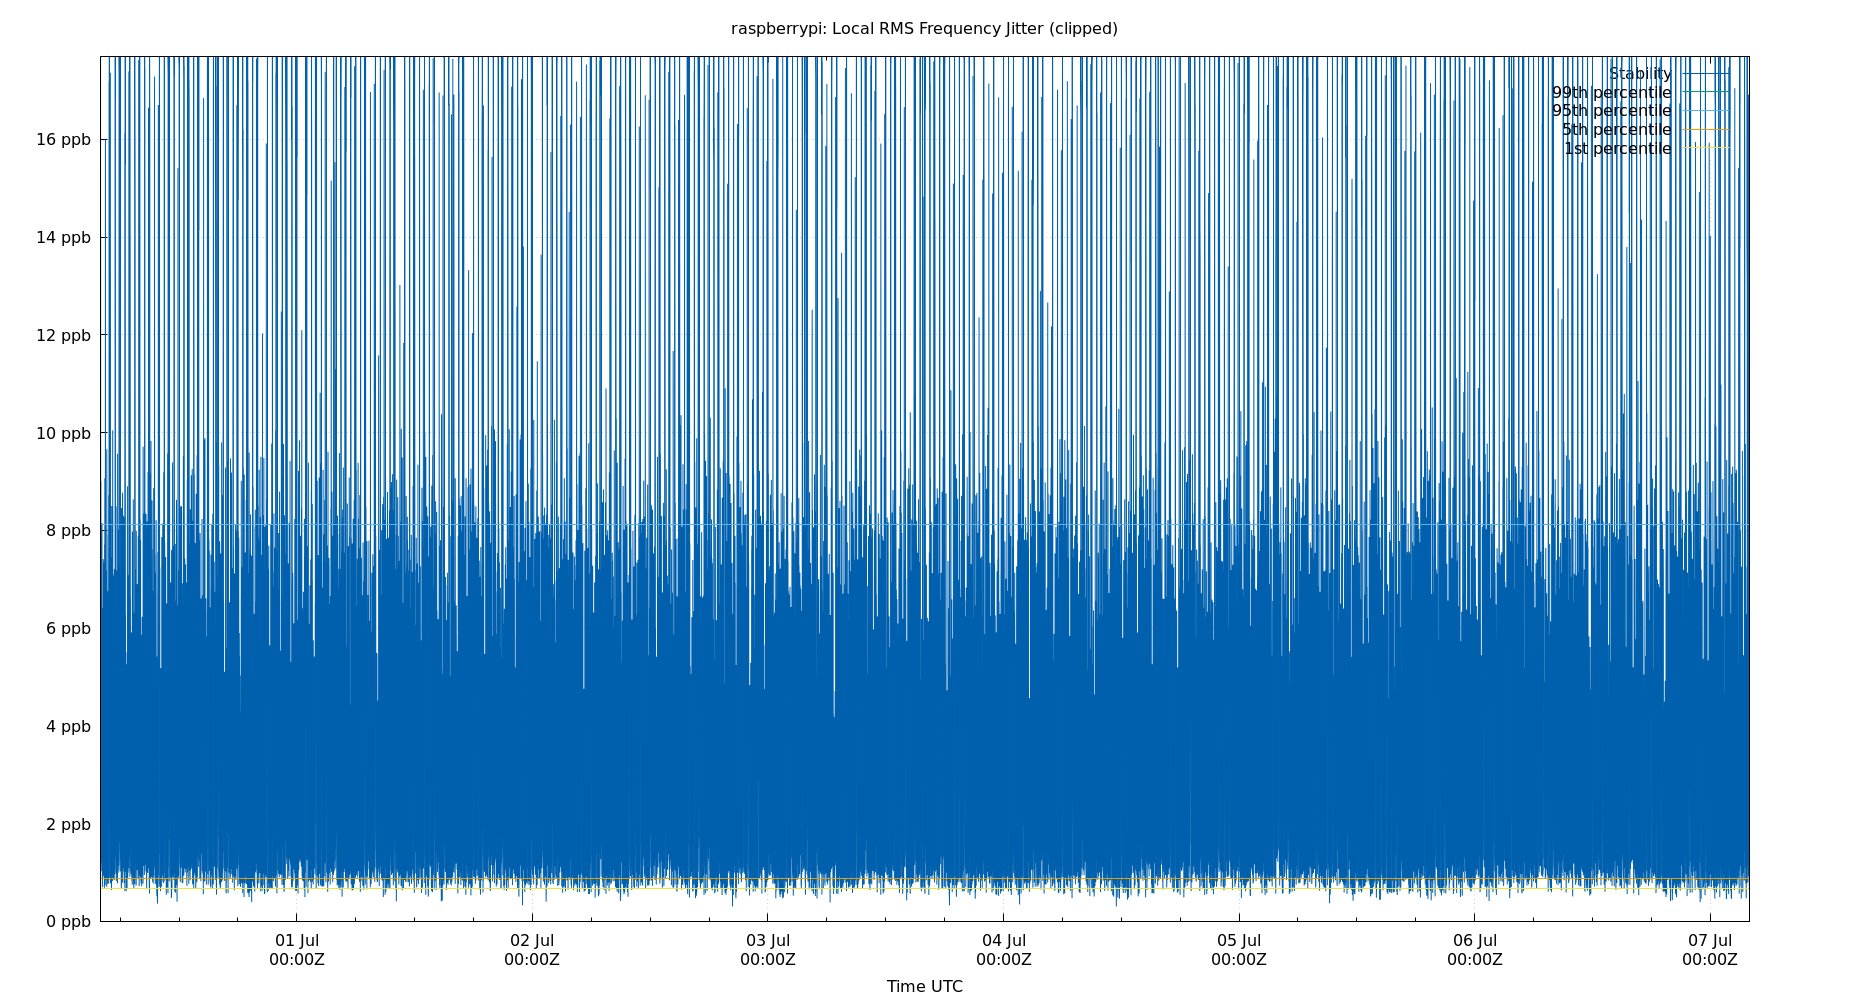 raspberrypi: Local RMS Frequency Jitter (clipped)
Stability
99th percentile
95th percentile
5th percentile
1st percentile
16 ppb
14 ppb
12 ppb
10 ppb
8 ppb
6 ppb
4 ppb
2 ppb
0 ppb
01 Jul 02 Jul 03 Jul 04 Jul 05 Jul 06 Jul 07 Jul
00:00Z 00:00Z 00:00Z 00:00Z 00:00Z 00:00Z 00:00Z
Time UTC